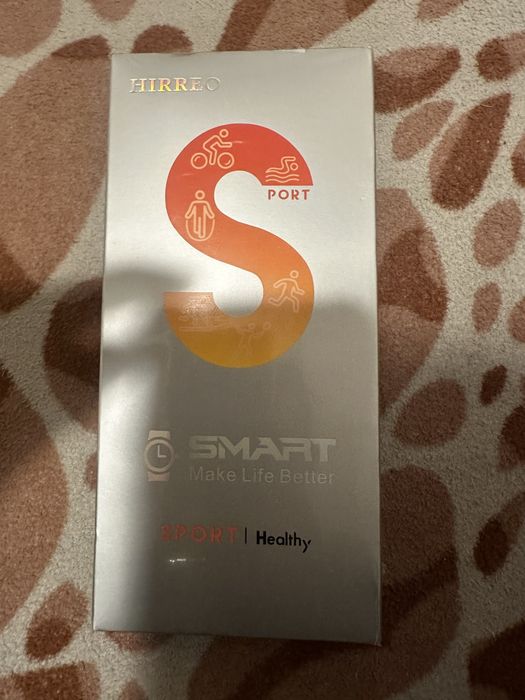 HIRREO
S
PORT
SMART
Make Life Better
SPORT | Healthy